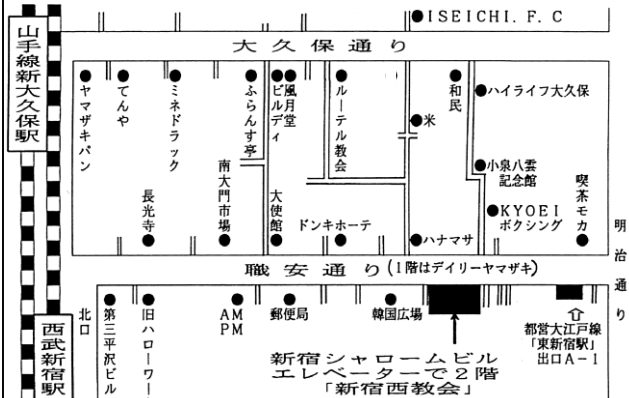 ISEICHI. F. C
大久保通り
山手線新大久保駅
ヤマザキパン
てんや
ミネドラック
ふらんす亭
ビルディ
風月堂
ルーテル教会
和民
ハイライフ大久保
米
小泉八雲
記念館
喫茶モカ
KYOEI
ボクシング
長光寺
南大門市場
大使館
ドンキホーテ
ハナマサ
明治通り
職安通り(1階はデイリーヤマザキ)
北口
西武新宿駅
第三平沢ビル
旧ハローワー
AM
PM
郵便局
韓国広場
都営大江戸線
「東新宿駅」
出口A-1
新宿シャロームビル
エレベーターで2階
「新宿西教会」